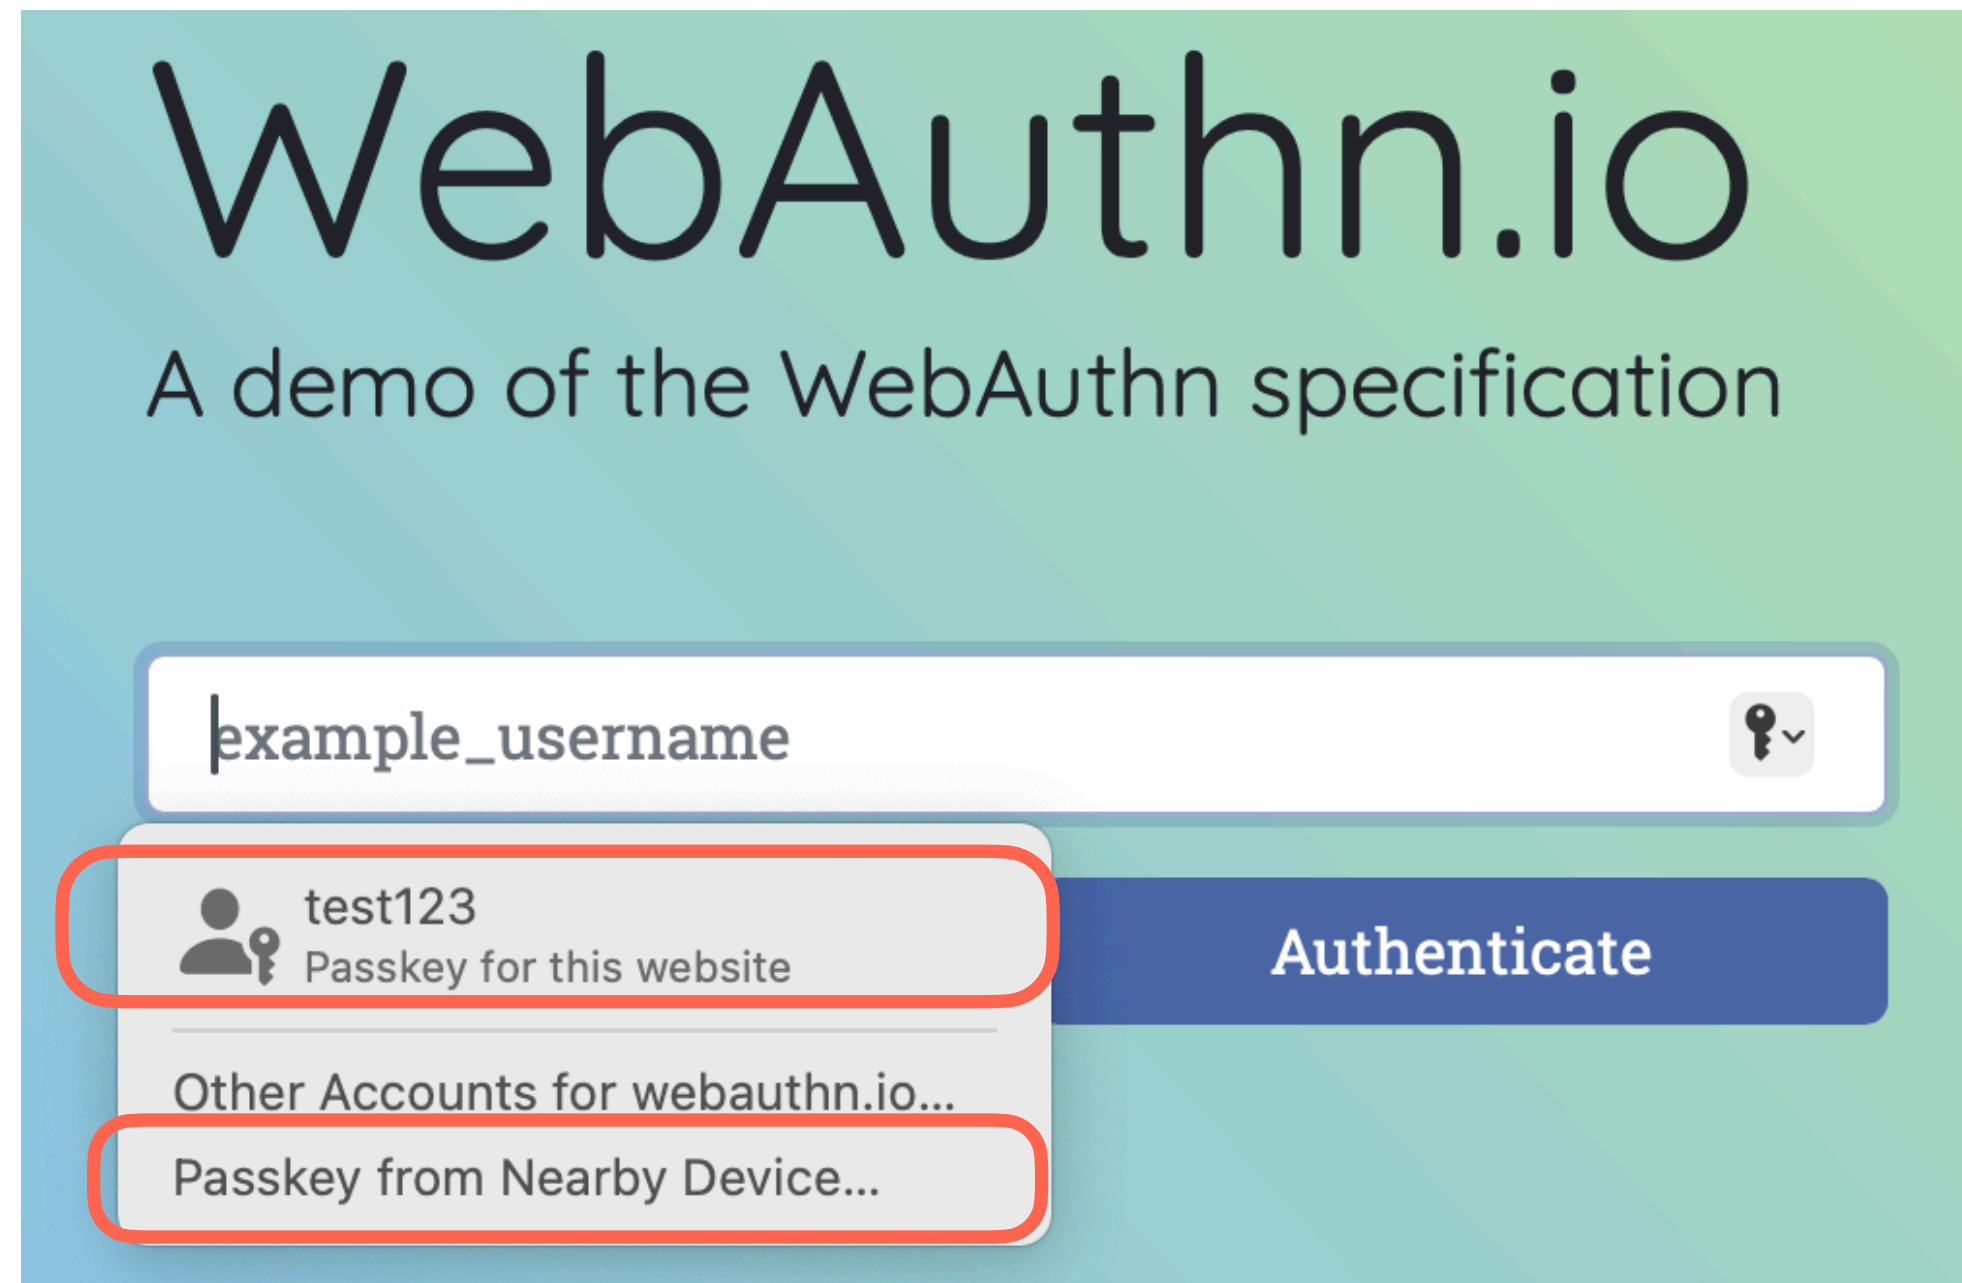 WebAuthn.io
A demo of the WebAuthn specification
example_username
test123
Passkey for this website
Authenticate
Other Accounts for webauthn.io...
Passkey from Nearby Device...